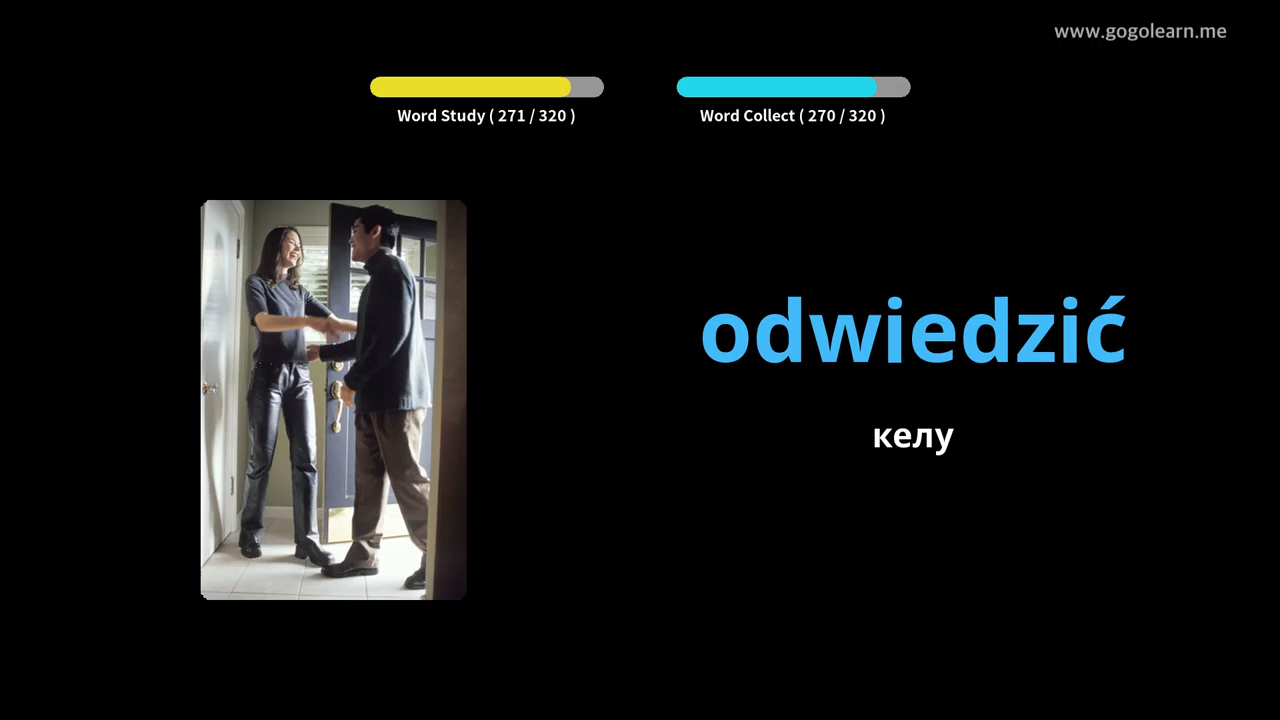 www.gogolearn.me
Word Study ( 271 / 320 )
Word Collect ( 270 / 320 )
odwiedzić
келу